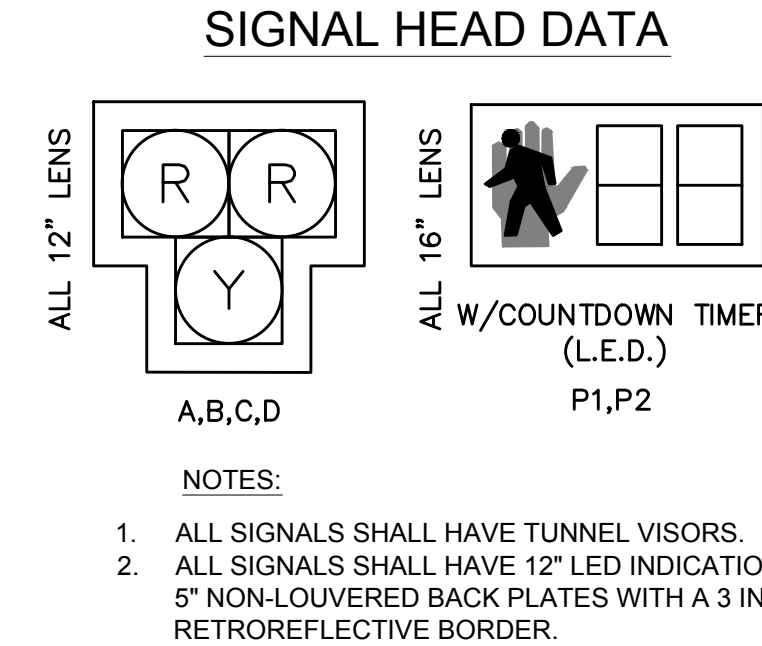 SIGNAL HEAD DATA
ALL 12" LENS
R R
Y
A,B,C,D
ALL 16" LENS
W/COUNTDOWN TIMER
(L.E.D.)
P1,P2
NOTES:
1. ALL SIGNALS SHALL HAVE TUNNEL VISORS.
2. ALL SIGNALS SHALL HAVE 12" LED
5" NON-LOUVERED BACK PLATES WITH A 3
RETROREFLECTIVE BORDER.